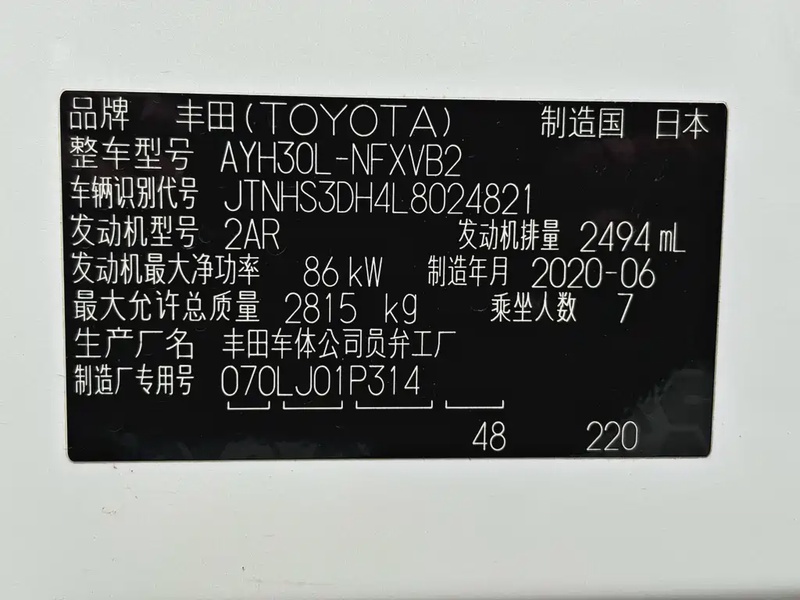 品牌 丰田(TOYOTA) 制造国 日本
整车型号 AYH30L-NFXVB2
车辆识别代号 JTNHS3DH4L8024821
发动机型号 2AR 发动机排量 2494 mL
发动机最大净功率 86 kW 制造年月 2020-06
最大允许总质量 2815 kg 乘坐人数 7
生产厂名 丰田车体公司员弁工厂
制造厂专用号 070LJ01P314
48 220